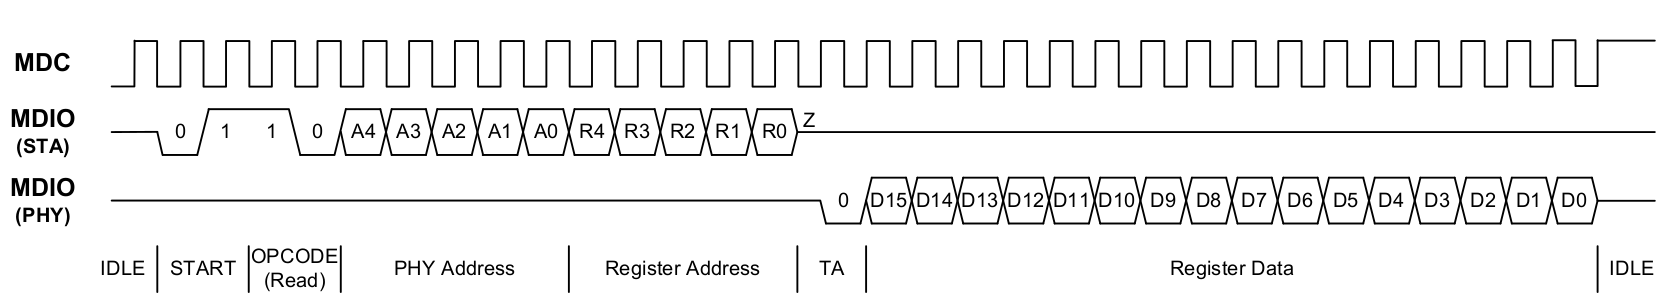 MDC
MDIO
(STA)
0 1 1 0 A4 A3 A2 A1 A0 R4 R3 R2 R1 R0 Z
MDIO
(PHY)
0 D15 D14 D13 D12 D11 D10 D9 D8 D7 D6 D5 D4 D3 D2 D1 D0
IDLE START OPCODE (Read) PHY Address Register Address TA Register Data IDLE